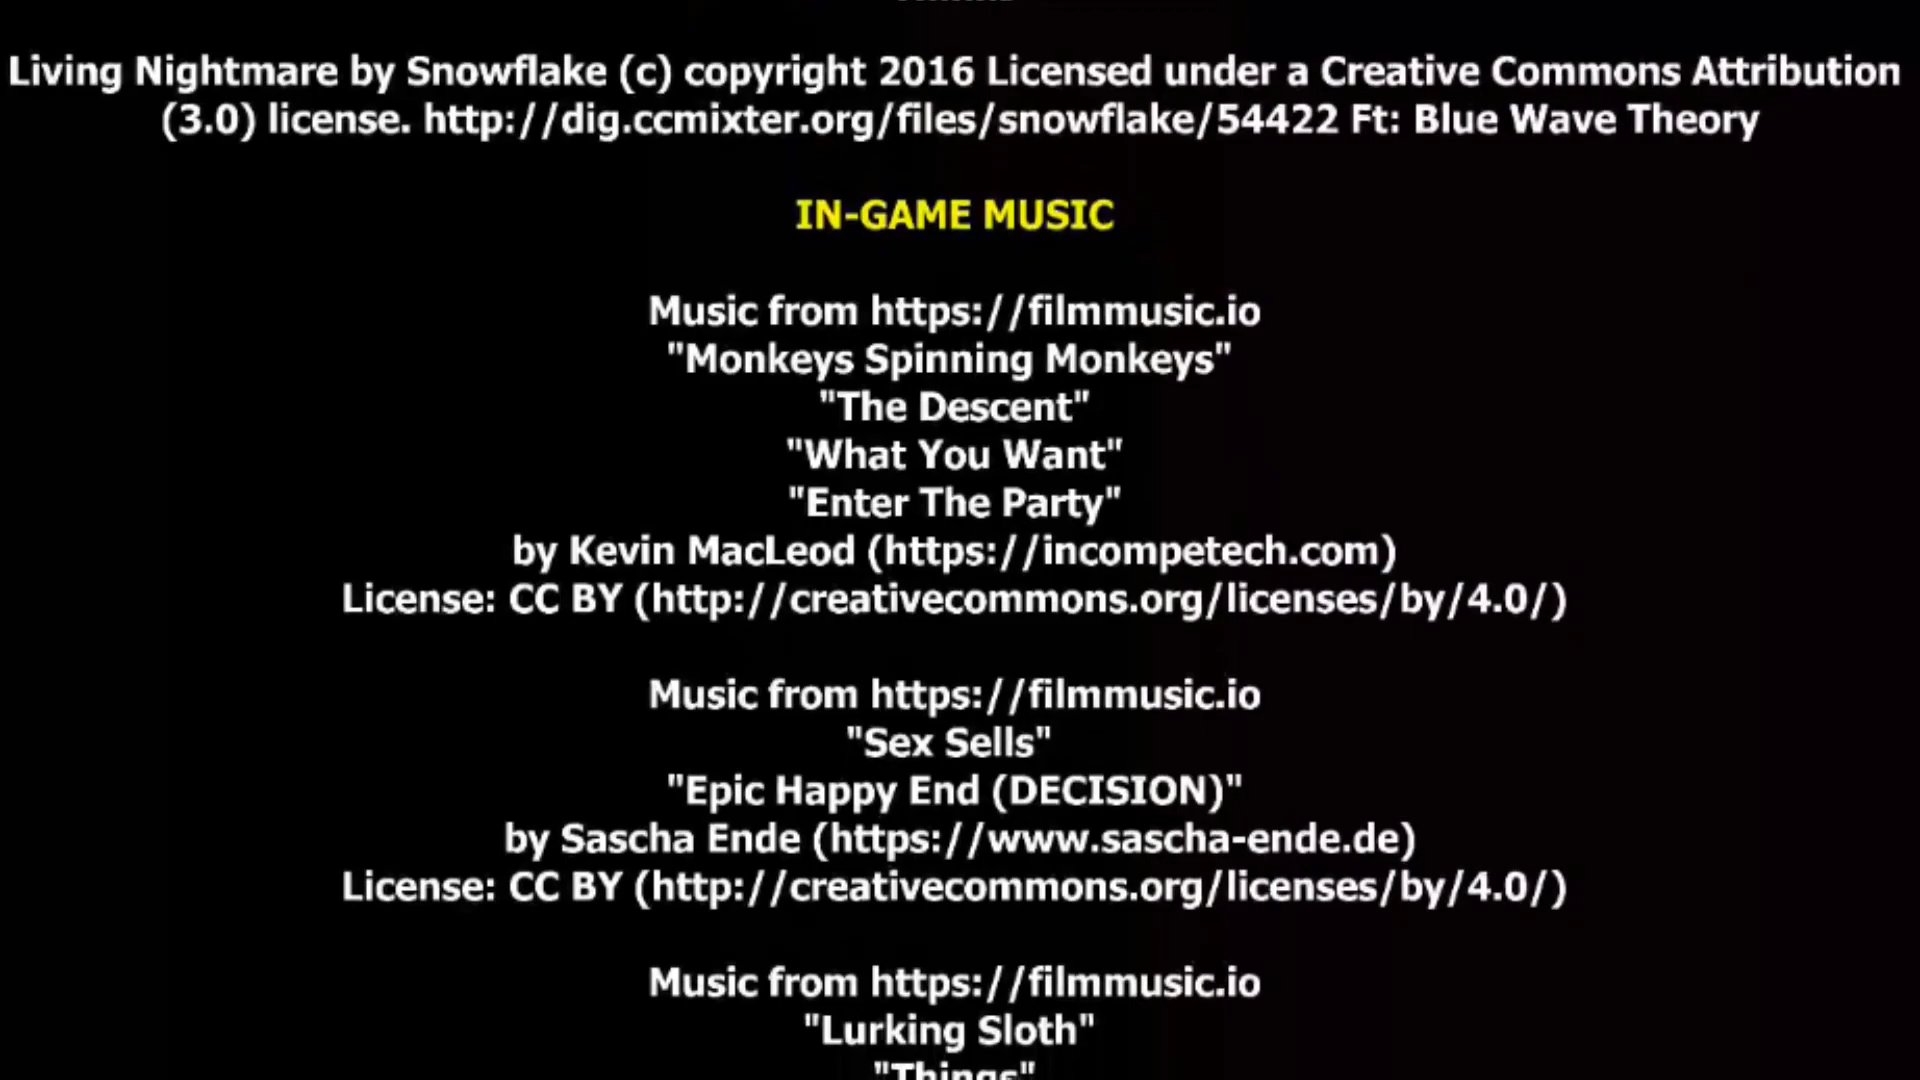 Living Nightmare by Snowflake (c) copyright 2016 Licensed under a Creative Commons Attribution
(3.0) license. http://dig.ccmixter.org/files/snowflake/54422 Ft: Blue Wave Theory
IN-GAME MUSIC
Music from https://filmmusic.io
"Monkeys Spinning Monkeys"
"The Descent"
"What You Want"
"Enter The Party"
by Kevin MacLeod (https://incompetech.com)
License: CC BY (http://creativecommons.org/licenses/by/4.0/)
Music from https://filmmusic.io
"Sex Sells"
"Epic Happy End (DECISION)"
by Sascha Ende (https://www.sascha-ende.de)
License: CC BY (http://creativecommons.org/licenses/by/4.0/)
Music from https://filmmusic.io
"Lurking Sloth"
"Things"